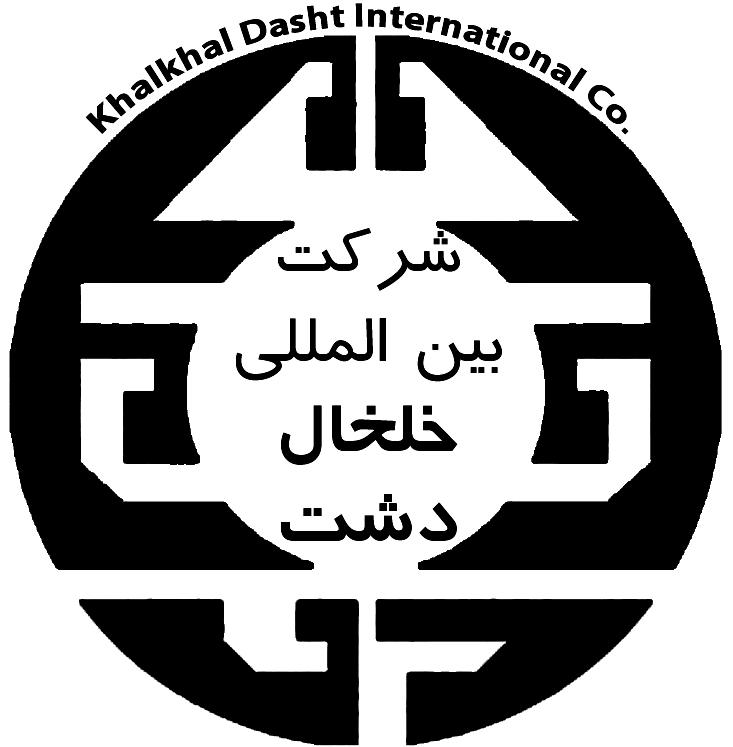 Khalkhal Dasht International Co.
شرکت
بین المللی
خلخال
دشت